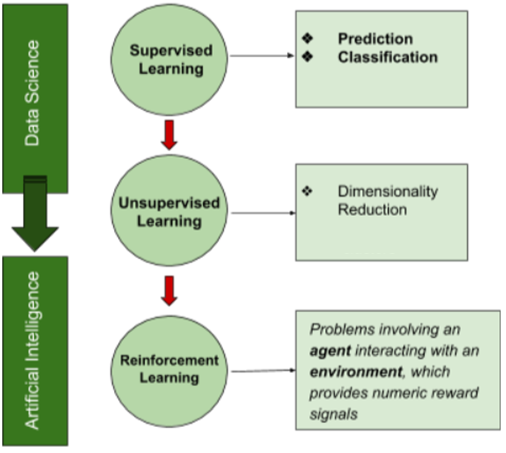 Data Science
Supervised
Learning
❖ Prediction
❖ Classification
Unsupervised
Learning
❖ Dimensionality
Reduction
Artificial Intelligence
Reinforcement
Learning
Problems involving an
agent interacting with an
environment, which
provides numeric reward
signals